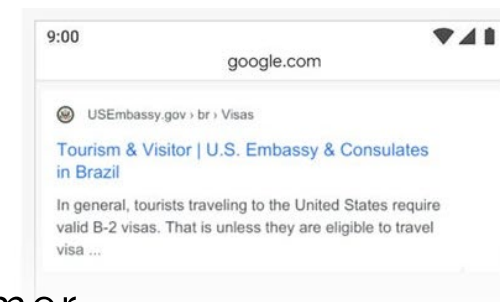 9:00
google.com
USEmbassy.gov › br › Visas
Tourism & Visitor | U.S. Embassy & Consulates
in Brazil
In general, tourists traveling to the United States require
valid B-2 visas. That is unless they are eligible to travel
visa ...